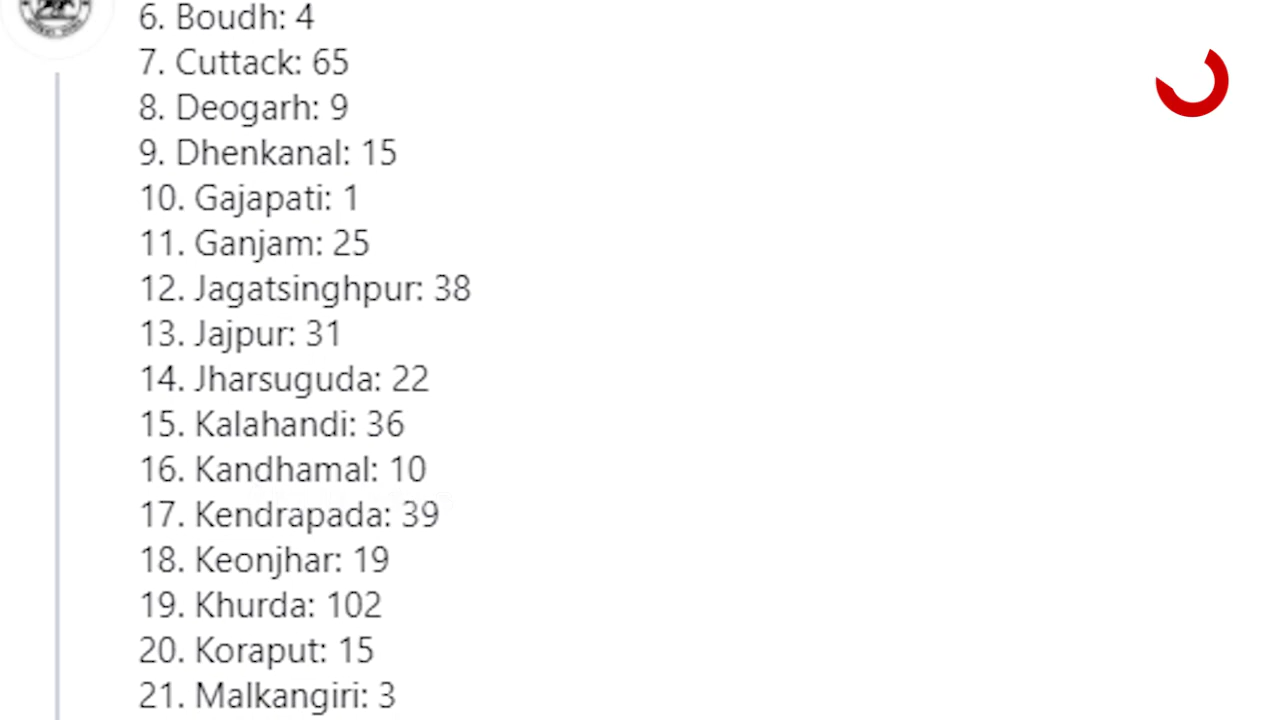 6. Boudh: 4
7. Cuttack: 65
8. Deogarh: 9
9. Dhenkanal: 15
10. Gajapati: 1
11. Ganjam: 25
12. Jagatsinghpur: 38
13. Jajpur: 31
14. Jharsuguda: 22
15. Kalahandi: 36
16. Kandhamal: 10
17. Kendrapada: 39
18. Keonjhar: 19
19. Khurda: 102
20. Koraput: 15
21. Malkangiri: 3